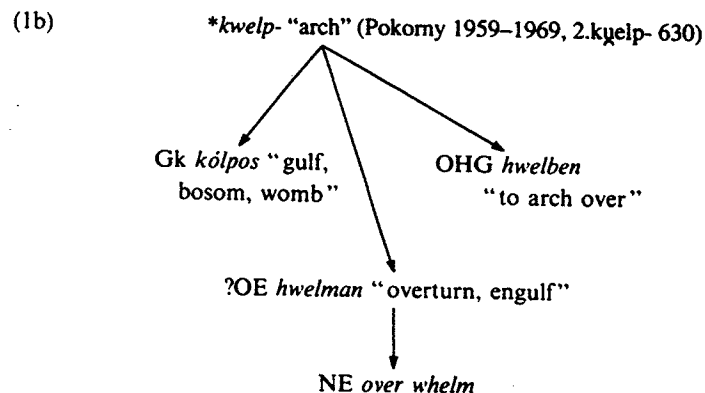 (1b)
*kwelp- “arch” (Pokorny 1959–1969, 2.ku̯elp- 630)
Gk kólpos “gulf, bosom, womb”
OHG hwelben “to arch over”
?OE hwelman “overturn, engulf”
NE over whelm